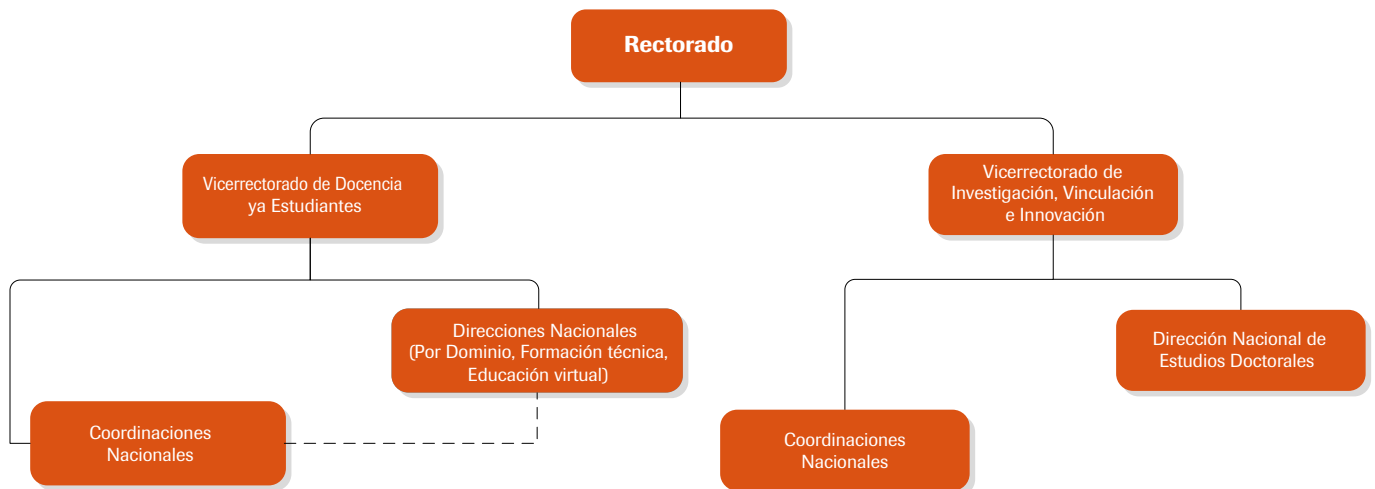 Rectorado
Vicerrectorado de Docencia
ya Estudiantes
Vicerrectorado de
Investigación, Vinculación
e Innovación
Direcciones Nacionales
(Por Dominio, Formación técnica,
Educación virtual)
Dirección Nacional de
Estudios Doctorales
Coordinaciones
Nacionales
Coordinaciones
Nacionales